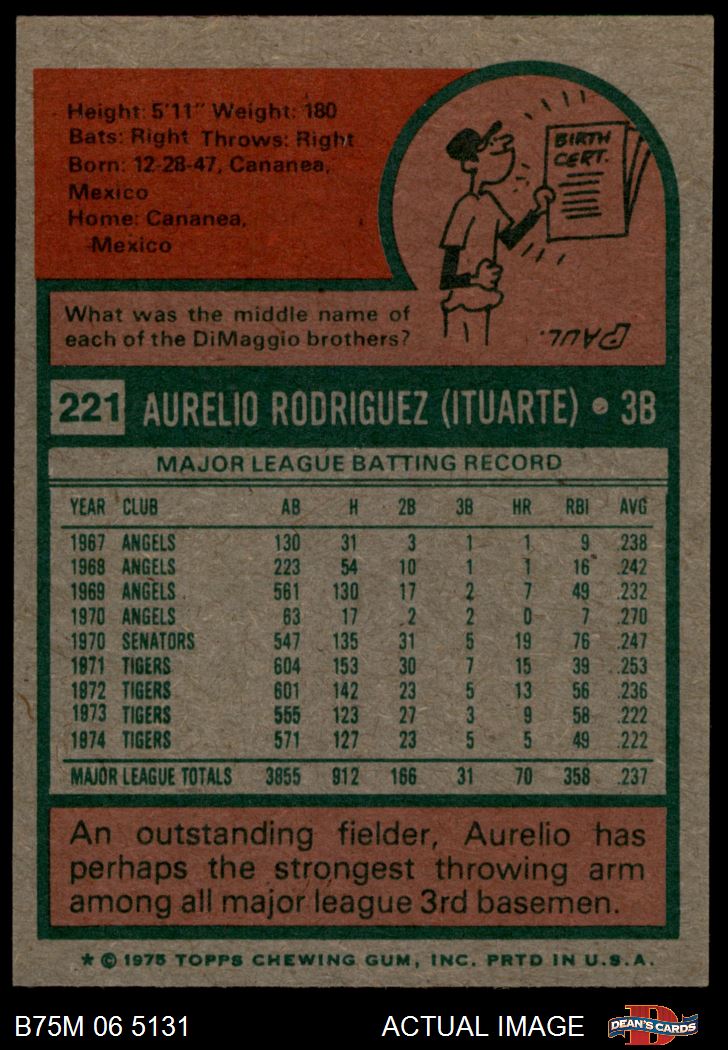 Height: 5'11" Weight: 180
Bats: Right Throws: Right
Born: 12-28-47, Cananea,
Mexico
Home: Cananea,
Mexico
BIRTH
CERT.
What was the middle name of
each of the DiMaggio brothers?
PAUL.
221 AURELIO RODRIGUEZ (ITUARTE) • 3B
MAJOR LEAGUE BATTING RECORD
YEAR CLUB AB H 2B 3B HR RBI AVG
1967 ANGELS 130 31 3 1 1 9 .238
1968 ANGELS 223 54 10 1 1 16 .242
1969 ANGELS 561 130 17 2 7 49 .232
1970 ANGELS 63 17 2 2 0 7 .270
1970 SENATORS 547 135 31 5 19 76 .247
1971 TIGERS 604 153 30 7 15 39 .253
1972 TIGERS 601 142 23 5 13 56 .236
1973 TIGERS 555 123 27 3 9 58 .222
1974 TIGERS 571 127 23 5 5 49 .222
MAJOR LEAGUE TOTALS 3855 912 166 31 70 358 .237
An outstanding fielder, Aurelio has
perhaps the strongest throwing arm
among all major league 3rd basemen.
* © 1975 TOPPS CHEWING GUM, INC. PRTD IN U.S.A.
B75M 06 5131 ACTUAL IMAGE D DEAN'S CARDS